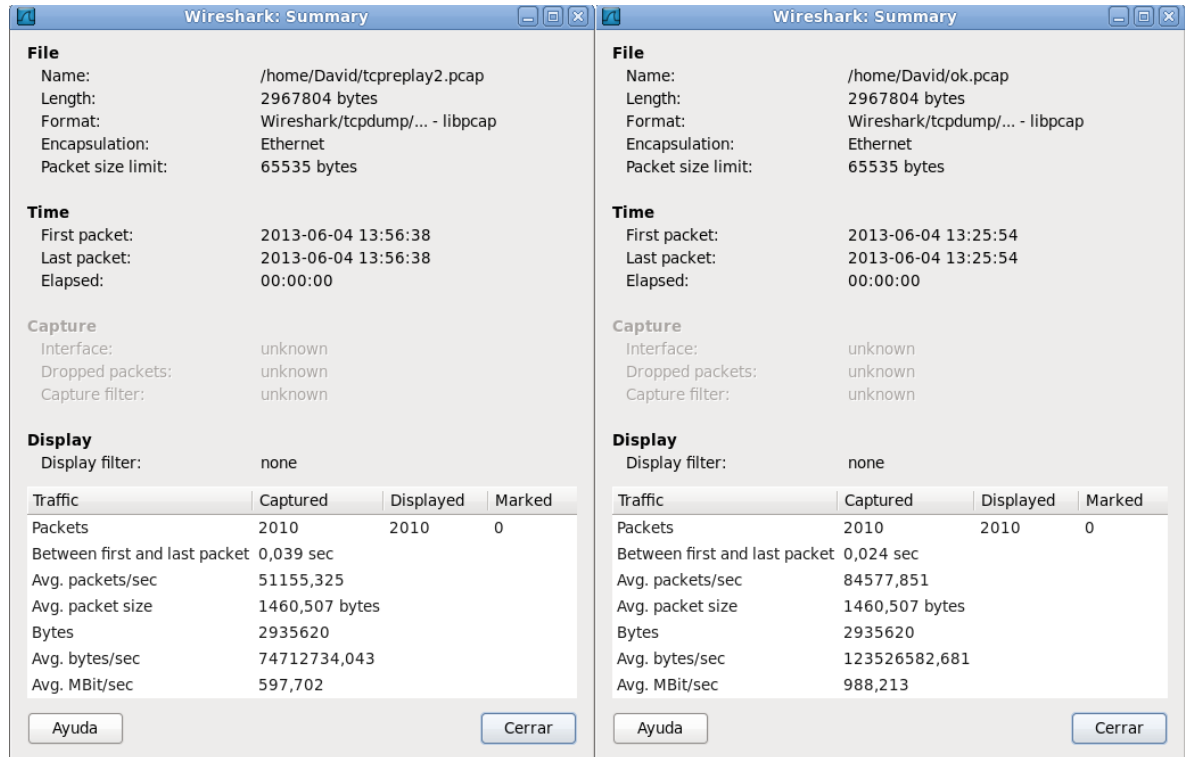 Wireshark: Summary
File
Name: /home/David/tcpreplay2.pcap
Length: 2967804 bytes
Format: Wireshark/tcpdump/... - libpcap
Encapsulation: Ethernet
Packet size limit: 65535 bytes
Time
First packet: 2013-06-04 13:56:38
Last packet: 2013-06-04 13:56:38
Elapsed: 00:00:00
Capture
Interface: unknown
Dropped packets: unknown
Capture filter: unknown
Display
Display filter: none
Traffic Captured Displayed Marked
Packets 2010 2010 0
Between first and last packet 0,039 sec
Avg. packets/sec 51155,325
Avg. packet size 1460,507 bytes
Bytes 2935620
Avg. bytes/sec 74712734,043
Avg. MBit/sec 597,702
Ayuda Cerrar
Wireshark: Summary
File
Name: /home/David/ok.pcap
Length: 2967804 bytes
Format: Wireshark/tcpdump/... - libpcap
Encapsulation: Ethernet
Packet size limit: 65535 bytes
Time
First packet: 2013-06-04 13:25:54
Last packet: 2013-06-04 13:25:54
Elapsed: 00:00:00
Capture
Interface: unknown
Dropped packets: unknown
Capture filter: unknown
Display
Display filter: none
Traffic Captured Displayed Marked
Packets 2010 2010 0
Between first and last packet 0,024 sec
Avg. packets/sec 84577,851
Avg. packet size 1460,507 bytes
Bytes 2935620
Avg. bytes/sec 123526582,681
Avg. MBit/sec 988,213
Ayuda Cerrar